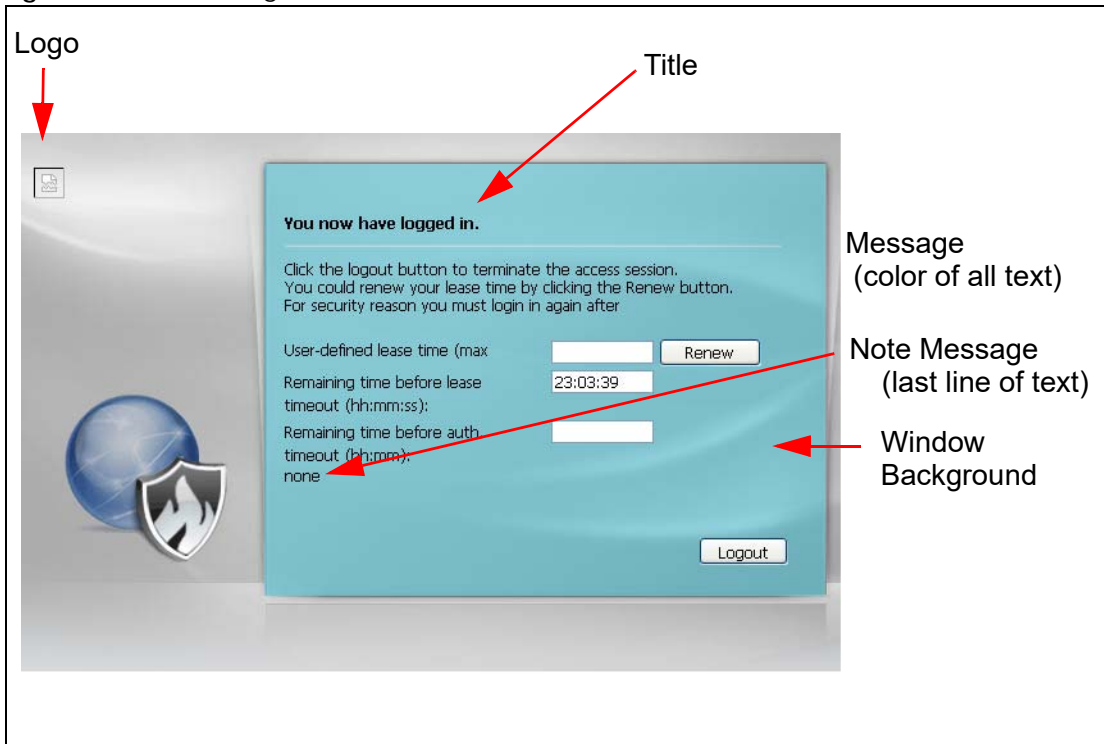 Logo
Title
You now have logged in.
Click the logout button to terminate the access session.
You could renew your lease time by clicking the Renew button.
For security reason you must login in again after
User-defined lease time (max
Renew
Remaining time before lease
23:03:39
timeout (hh:mm:ss):
Remaining time before auth
timeout (hh:mm):
none
Logout
Message
(color of all text)
Note Message
(last line of text)
Window
Background